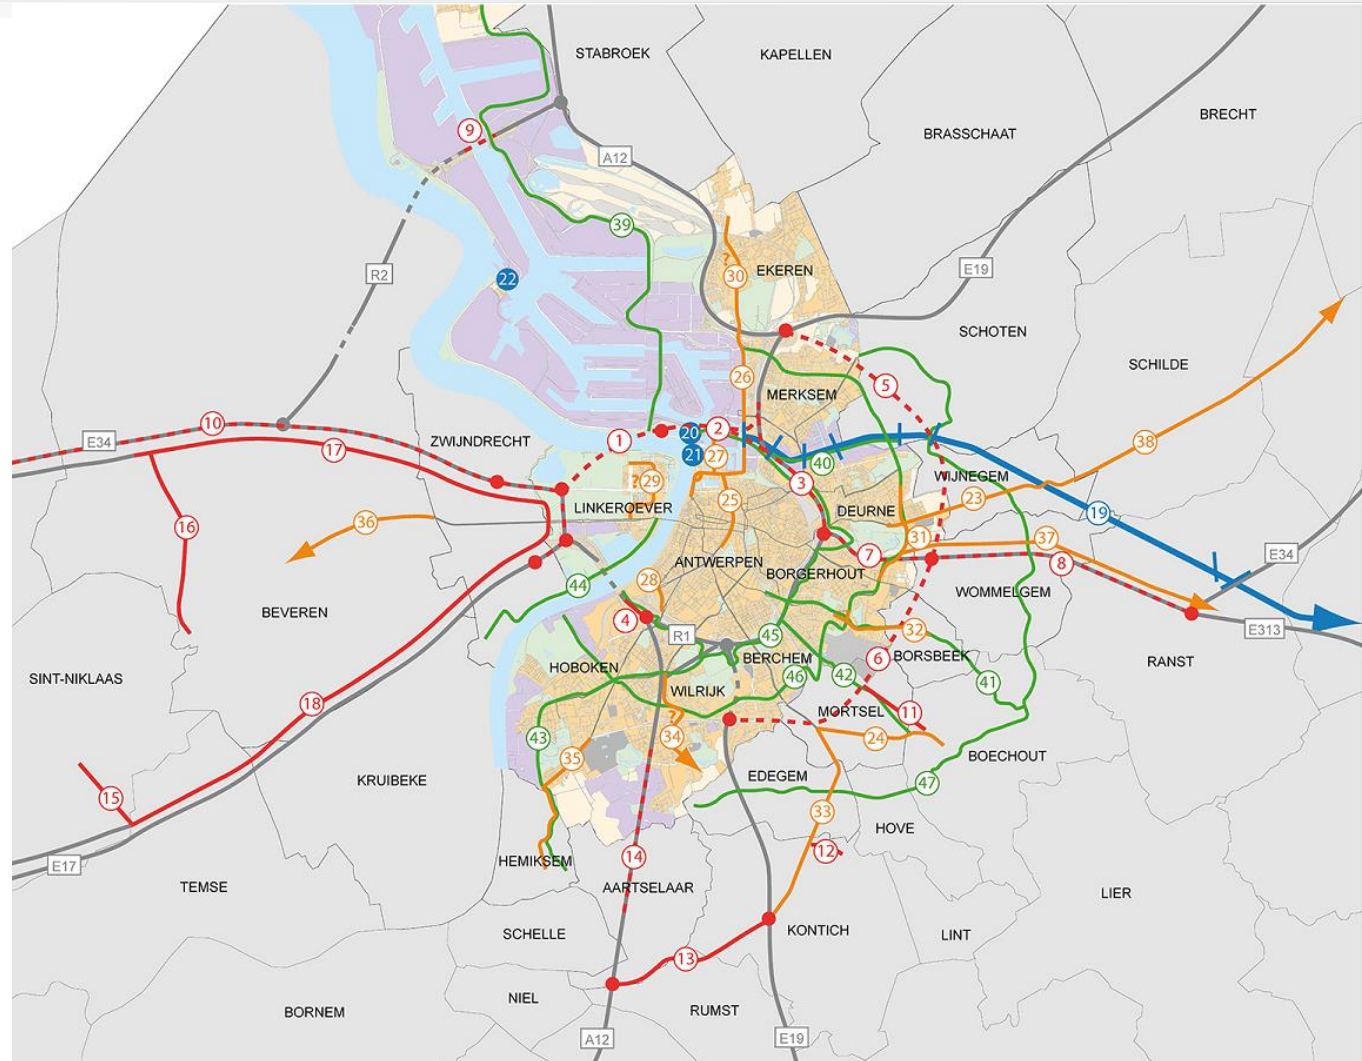 STABROEK
KAPELLEN
BRECHT
9
BRASSCHAAT
A12
39
R2
22
?
30
EKEREN
E19
SCHOTEN
SCHILDE
26
5
MERKSEM
10
E34
ZWIJNDRECHT
1
20
2
17
21
27
40
38
?
29
3
WIJNEGEM
25
23
LINKEROEVER
DEURNE
19
16
36
31
37
7
E34
ANTWERPEN
8
BORGERHOUT
44
28
WOMMELGEM
BEVEREN
4
R1
45
32
E313
HOBOKEN
BERCHEM
6
BORSBEEK
RANST
SINT-NIKLAAS
46
42
41
WILRIJK
18
11
MORTSEL
?
43
34
24
35
BOECHOUT
KRUIBEKE
EDEGEM
47
15
33
HOVE
12
E17
HEMIKSEM
14
TEMSE
AARTSELAAR
LIER
SCHELLE
KONTICH
LINT
13
NIEL
BORNEM
RUMST
A12
E19